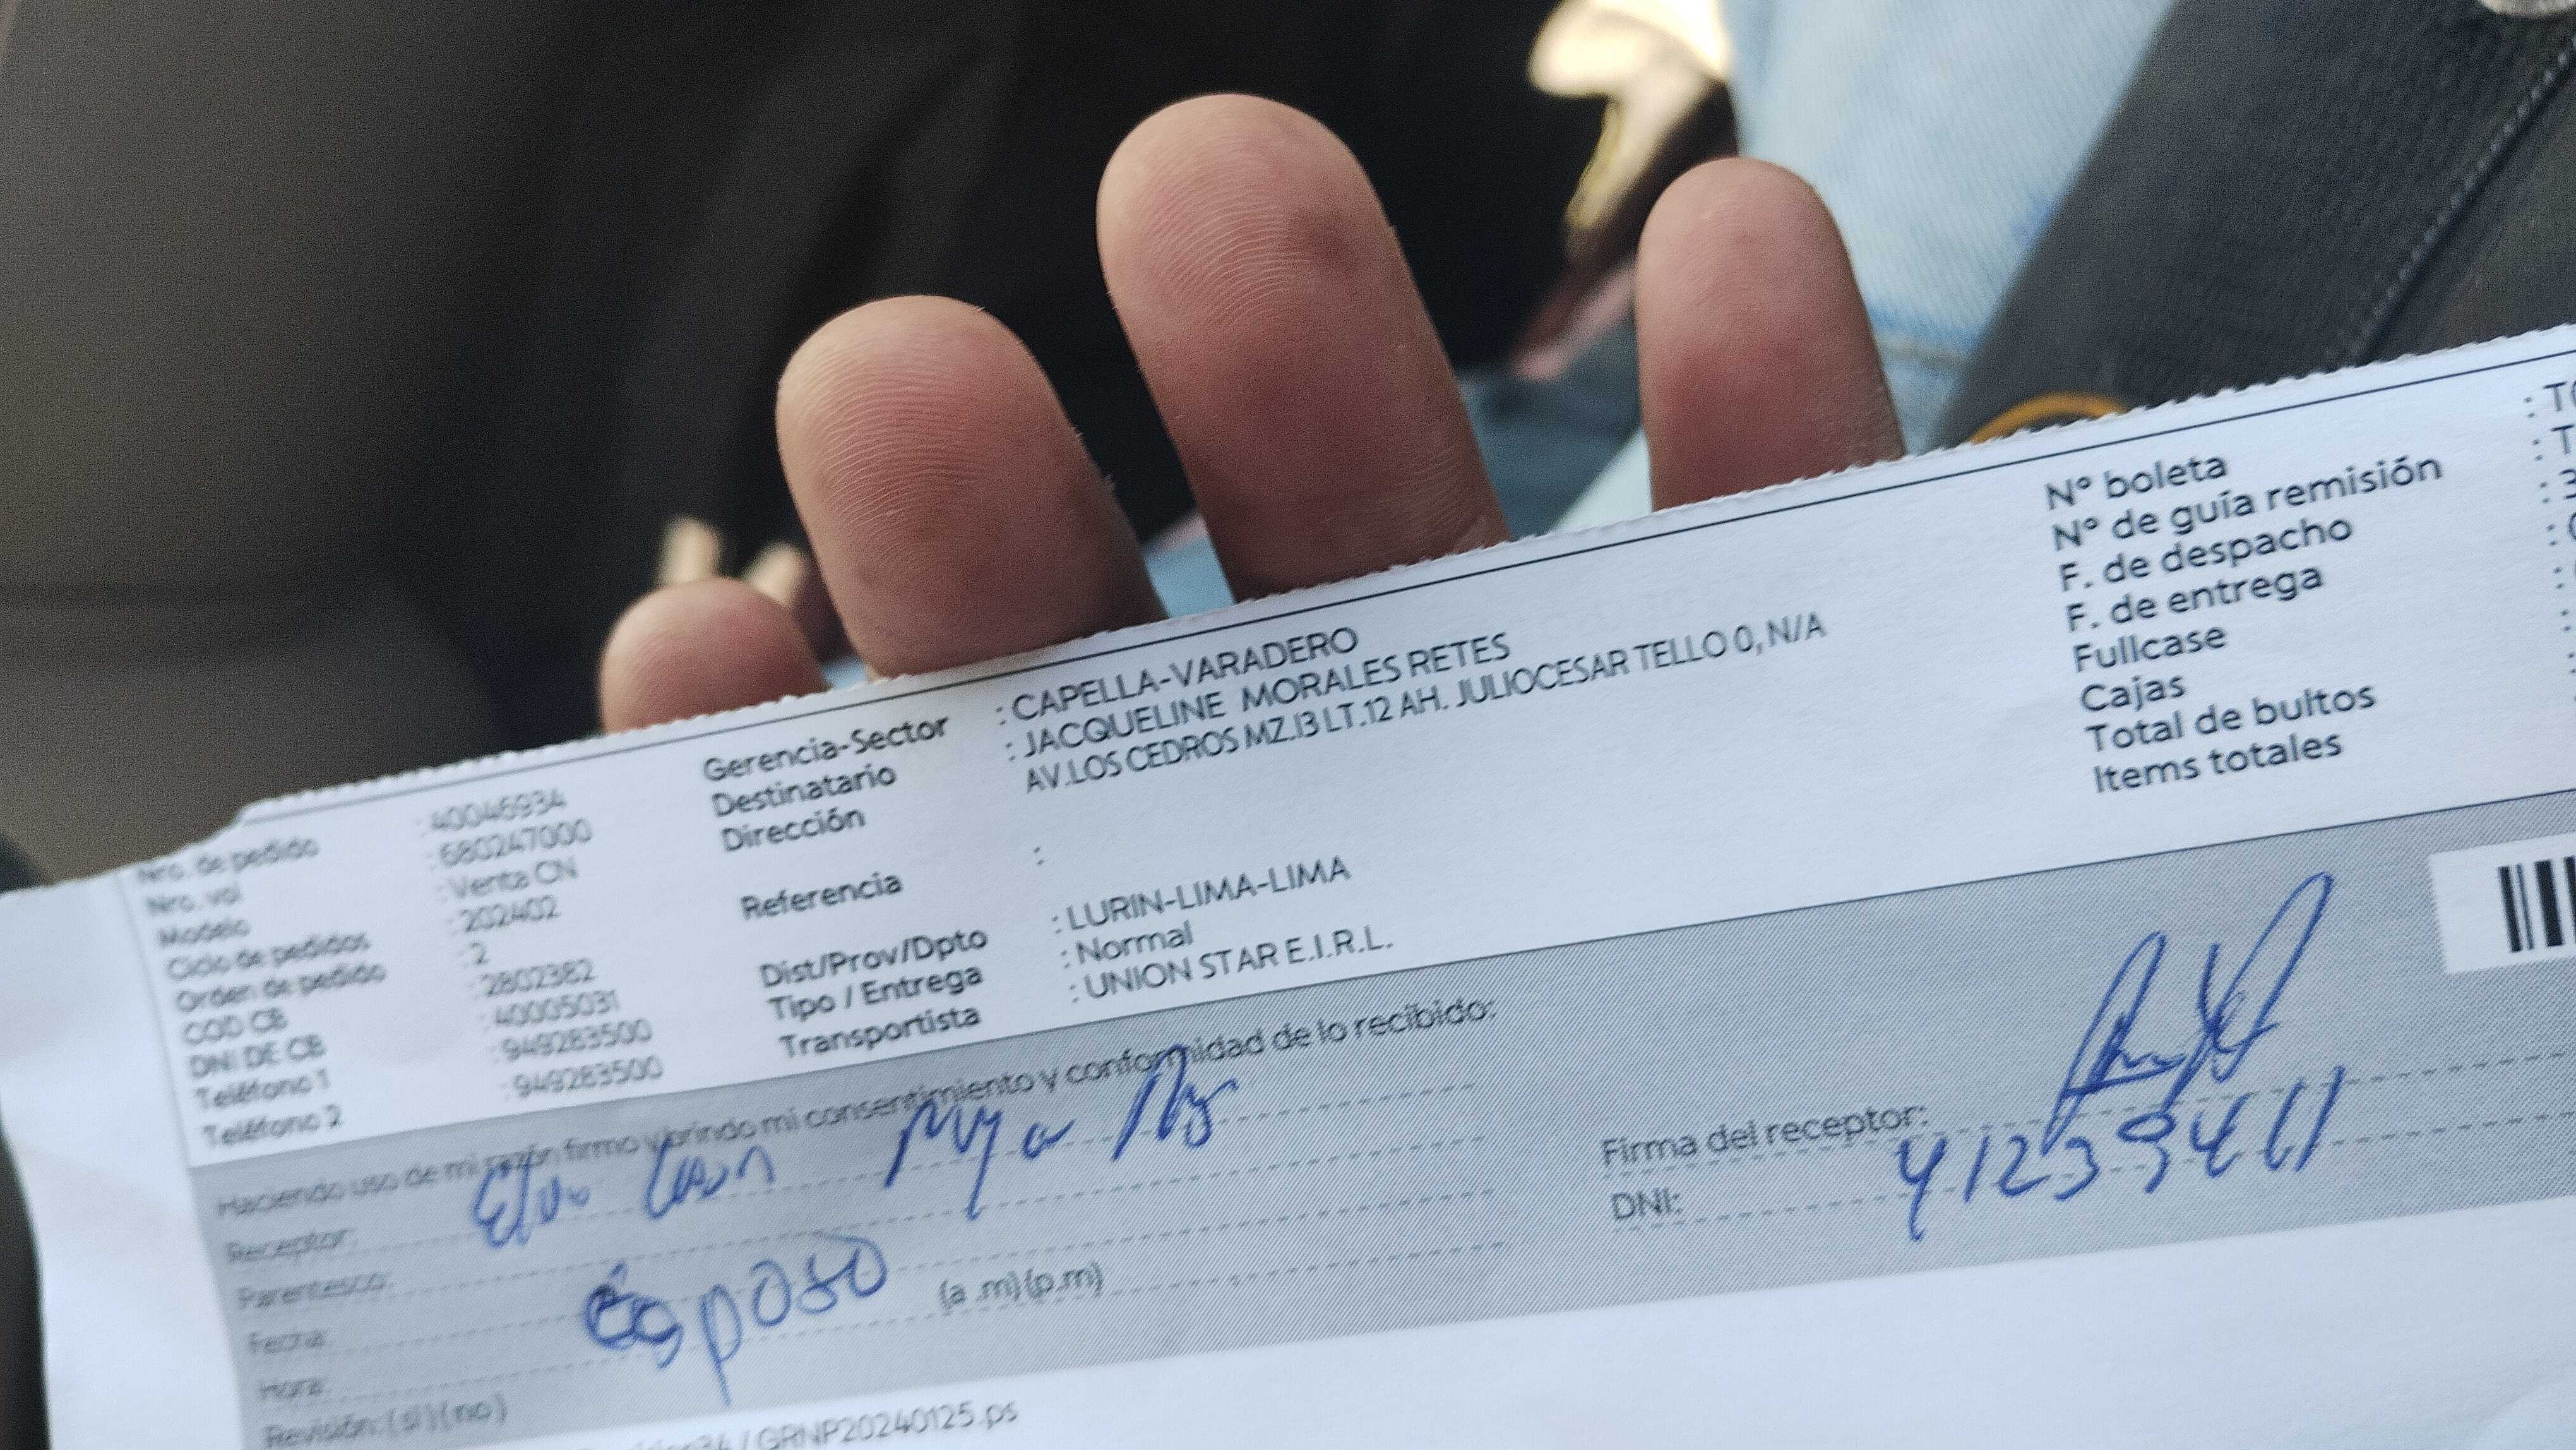 Nro. de pedido : 40046934
Nro. vol : 680247000
Modelo : Venta CN
Ciclo de pedidos : 202402
Orden de pedido : 2
COD CB : 2802382
DNI DE CB : 40005031
Teléfono 1 : 949283500
Teléfono 2 : 949283500
Gerencia-Sector : CAPELLA-VARADERO
Destinatario : JACQUELINE MORALES RETES
Dirección AV.LOS CEDROS MZ.I3 LT.12 AH. JULIOCESAR TELLO 0, N/A
Referencia :
Dist/Prov/Dpto : LURIN-LIMA-LIMA
Tipo / Entrega : Normal
Transportista : UNION STAR E.I.R.L.
N° boleta
N° de guía remisión
F. de despacho
F. de entrega
Fullcase
Cajas
Total de bultos
Items totales
Haciendo uso de mi razón firmo y brindo mi consentimiento y conformidad de lo recibido:
Receptor:
Parentesco: Esposo
Fecha:
Hora: (a .m)(p.m)
Revisión: (si) (no)
Firma del receptor:
DNI:
/ GRNP20240125.ps